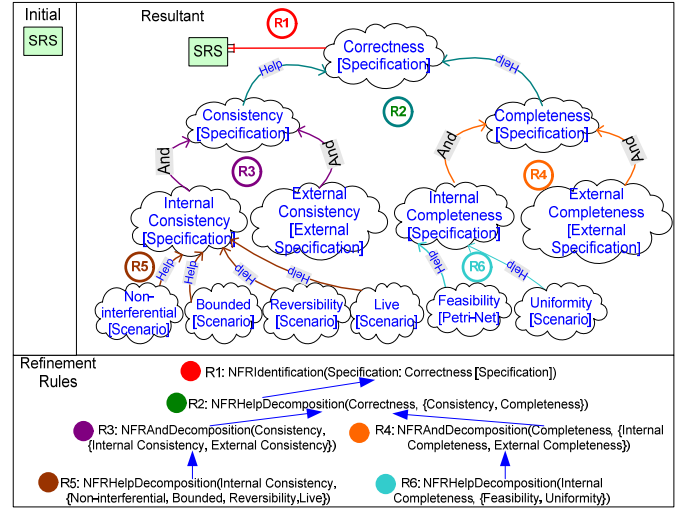 Initial
Resultant
R1
SRS
SRS
Correctness
[Specification]
Help
Help
R2
Consistency
[Specification]
Completeness
[Specification]
And
And
And
And
R3
R4
Internal
Consistency
[Specification]
External
Consistency
[External
Specification]
Internal
Completeness
[Specification]
External
Completeness
[External
Specification]
R5
Help
Help
Help
Help
Help
R6
Help
Non-
interferential
[Scenario]
Bounded
[Scenario]
Reversibility
[Scenario]
Live
[Scenario]
Feasibility
[Petri-Net]
Uniformity
[Scenario]
Refinement
Rules
R1: NFRIdentification(Specification: Correctness [Specification])
R2: NFRHelpDecomposition(Correctness, {Consistency, Completeness})
R3: NFRAndDecomposition(Consistency,
{Internal Consistency, External Consistency})
R4: NFRAndDecomposition(Completeness, {Internal
Completeness, External Completeness})
R5: NFRHelpDecomposition(Internal Consistency,
{Non-interferential, Bounded, Reversibility,Live})
R6: NFRHelpDecomposition(Internal
Completeness, {Feasibility, Uniformity})